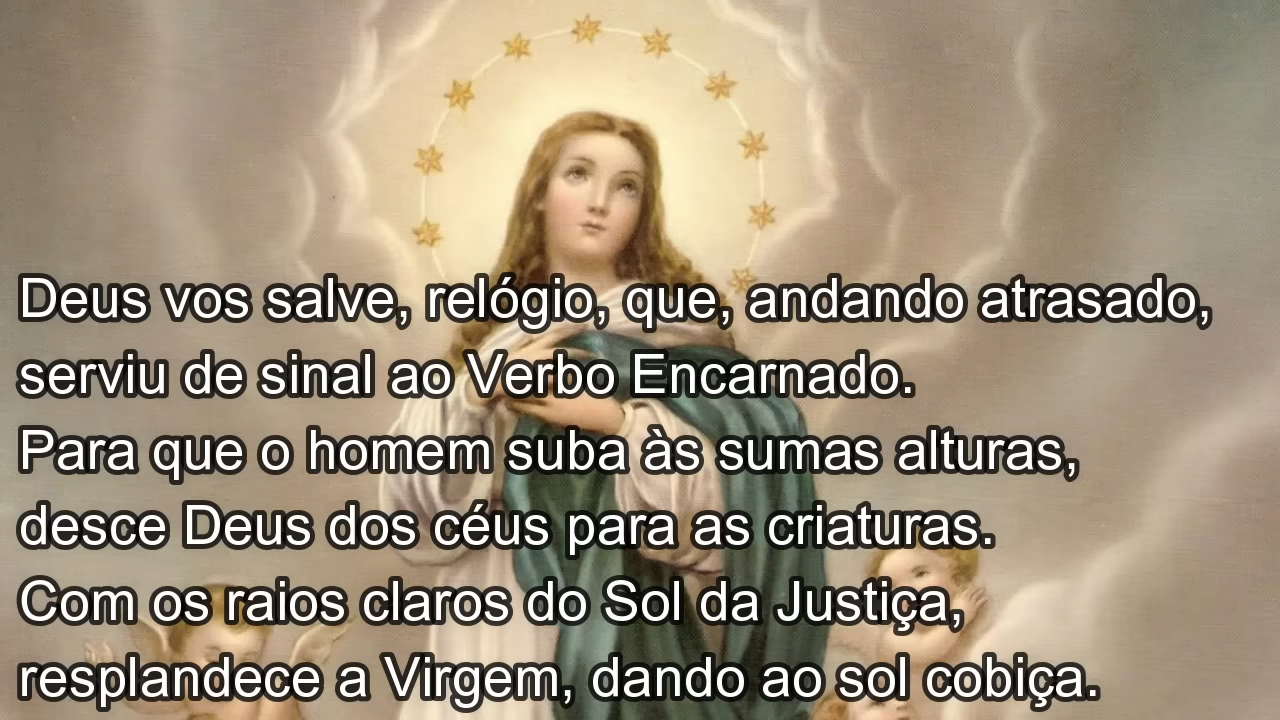 Deus vos salve, relógio, que, andando atrasado,
serviu de sinal ao Verbo Encarnado.
Para que o homem suba às sumas alturas,
desce Deus dos céus para as criaturas.
Com os raios claros do Sol da Justiça,
resplandece a Virgem, dando ao sol cobiça.